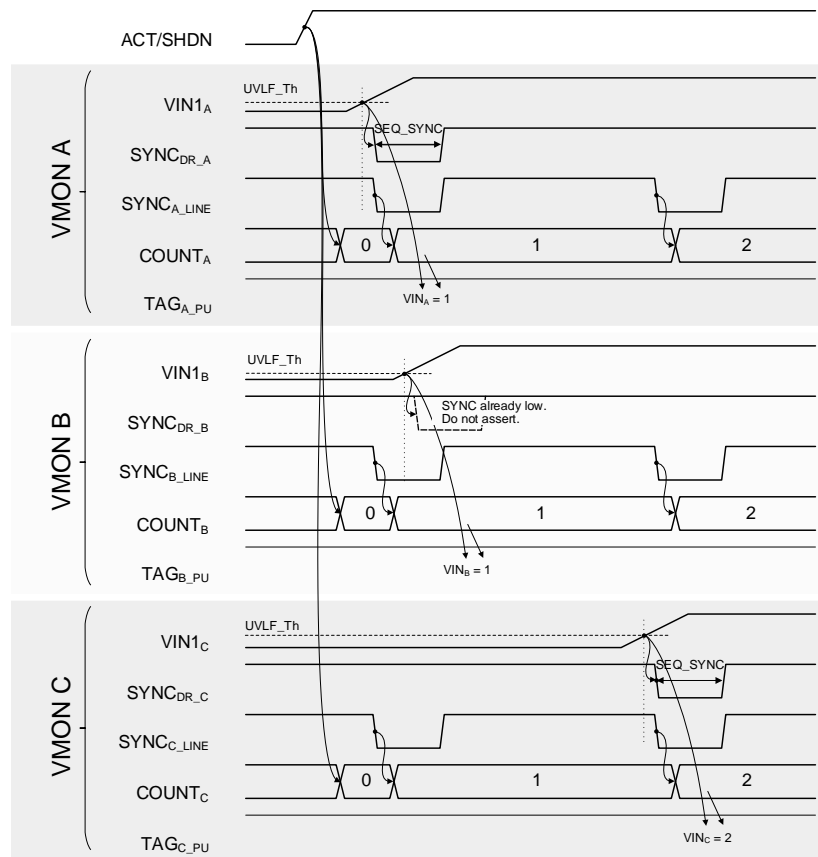 ACT/SHDN
VMON A
UVLF_Th
VIN1A
SEQ_SYNC
SYNCDR_A
SYNCA_LINE
COUNTA
0 1 2
TAGA_PU
VINA = 1
VMON B
UVLF_Th
VIN1B
SYNC already low.
Do not assert.
SYNCDR_B
SYNCB_LINE
COUNTB
0 1 2
TAGB_PU
VINB = 1
VMON C
UVLF_Th
VIN1C
SEQ_SYNC
SYNCDR_C
SYNCC_LINE
COUNTC
0 1 2
TAGC_PU
VINC = 2